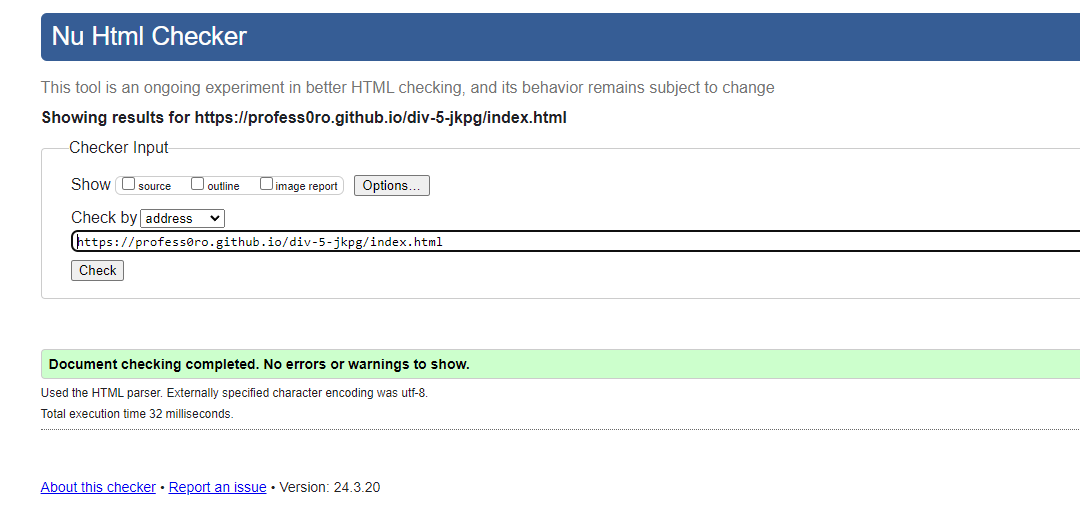 Nu Html Checker
This tool is an ongoing experiment in better HTML checking, and its behavior remains subject to change
Showing results for https://profess0ro.github.io/div-5-jkpg/index.html
Checker Input
Show source outline image report Options...
Check by address
https://profess0ro.github.io/div-5-jkpg/index.html
Check
Document checking completed. No errors or warnings to show.
Used the HTML parser. Externally specified character encoding was utf-8.
Total execution time 32 milliseconds.
About this checker • Report an issue • Version: 24.3.20